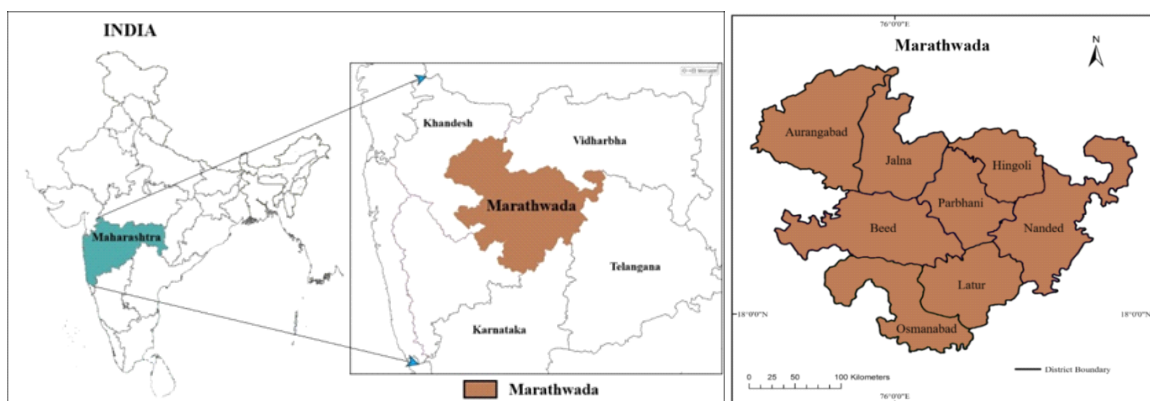 INDIA
Maharashtra
Khandesh
Vidharbha
Marathwada
Telangana
Karnataka
Marathwada
76°0'0"E
Marathwada
N
Aurangabad
Jalna
Hingoli
Parbhani
Beed
Nanded
Latur
Osmanabad
18°0'0"N
18°0'0"N
0 25 50 100 Kilometers
District Boundary
76°0'0"E